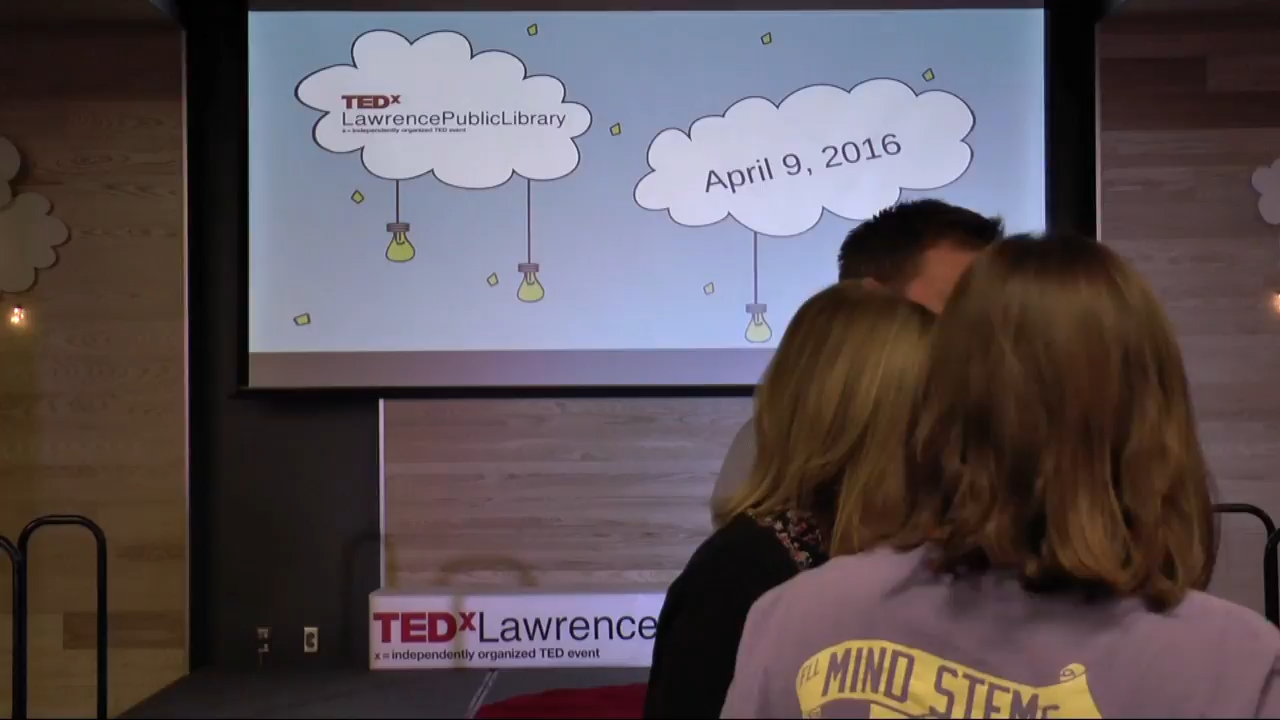 TEDx
LawrencePublicLibrary
x = independently organized TED event
April 9, 2016
TEDxLawrence
x = independently organized TED event
MIND STEM